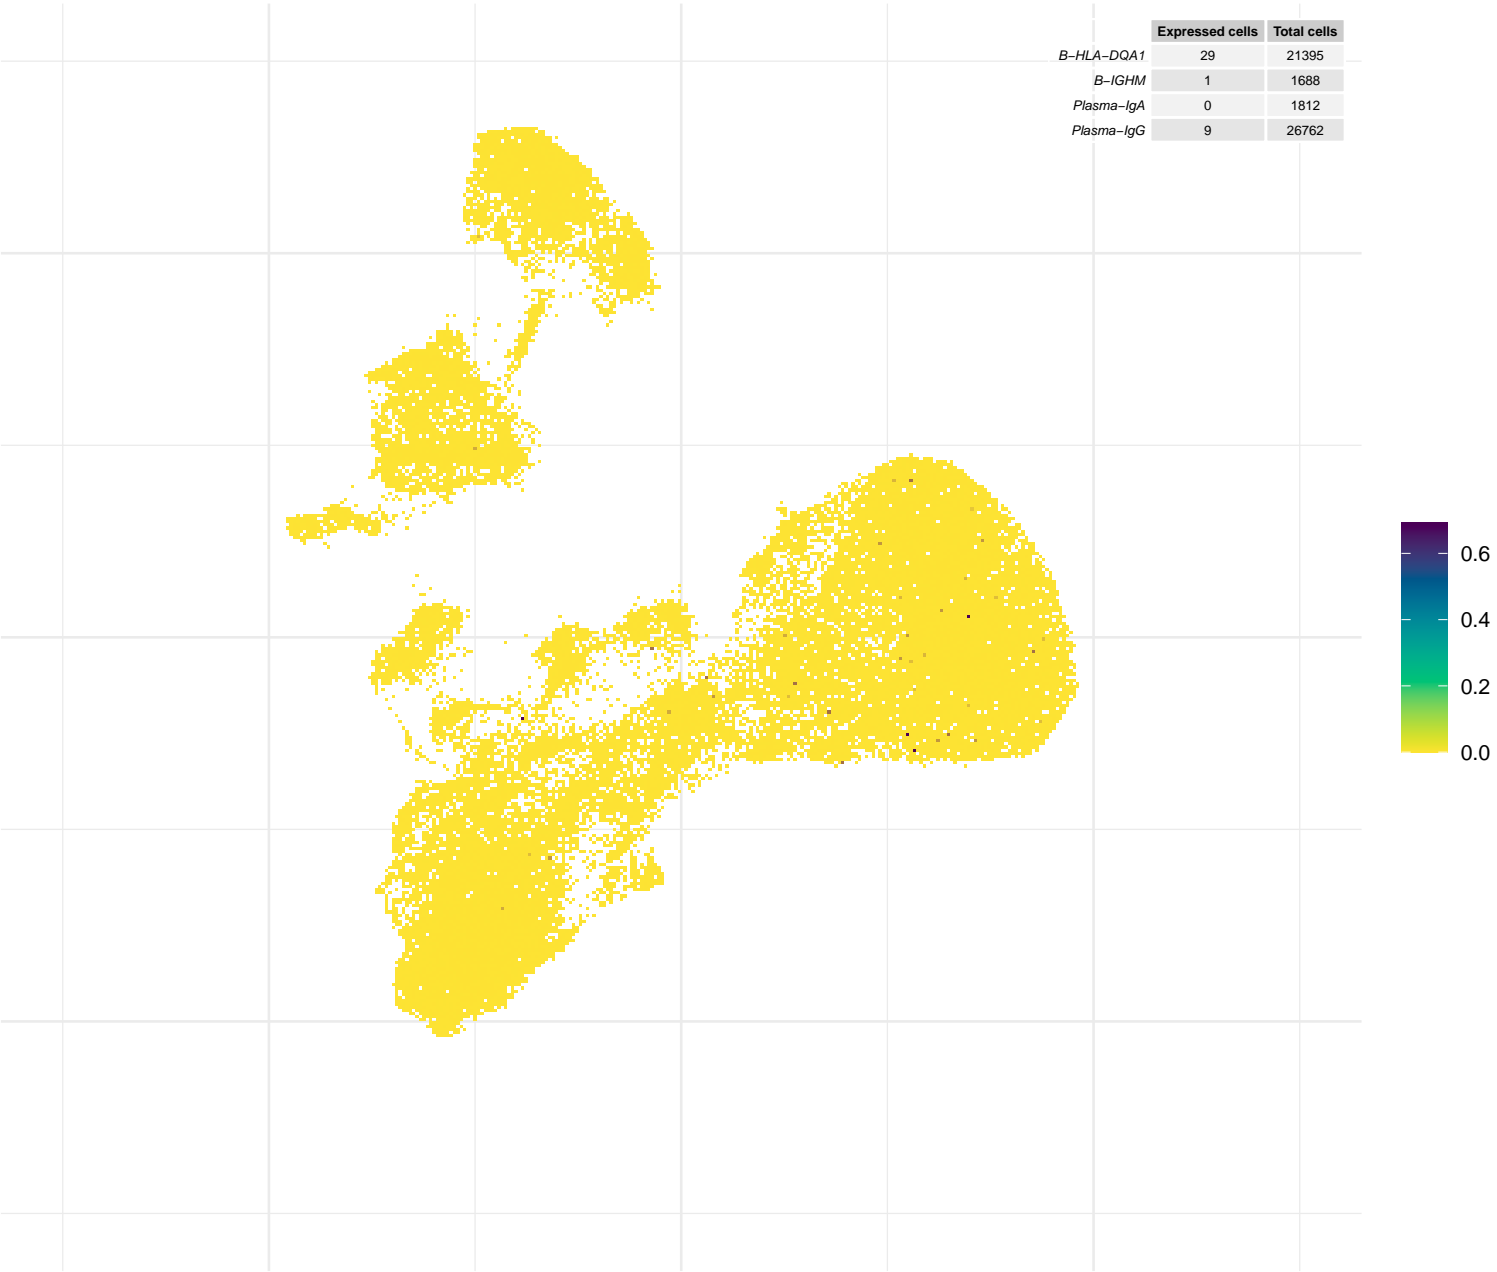 Expressed cells Total cells
B−HLA−DQA1 29 21395
B−IGHM 1 1688
Plasma−IgA 0 1812
Plasma−IgG 9 26762
0.6
0.4
0.2
0.0